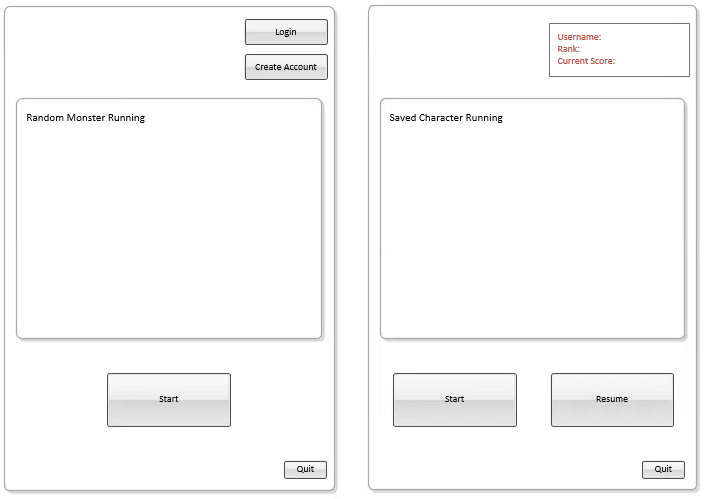 Login
Create Account
Random Monster Running
Start
Quit
Username:
Rank:
Current Score:
Saved Character Running
Start
Resume
Quit